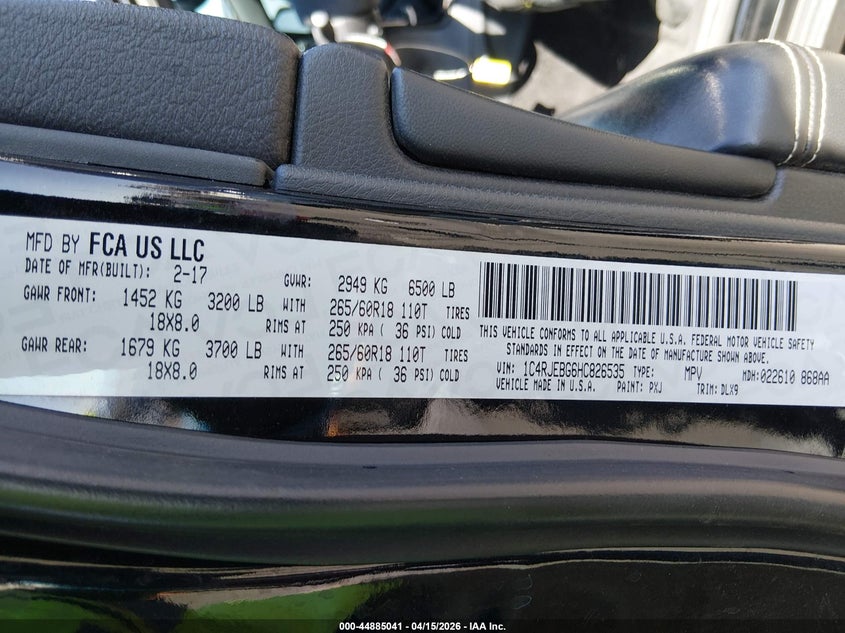 MFD BY FCA US LLC
DATE OF MFR(BUILT): 2-17 GVWR: 2949 KG 6500 LB
GAWR FRONT: 1452 KG 3200 LB WITH 265/60R18 110T TIRES
18X8.0 RIMS AT 250 KPA ( 36 PSI) COLD
GAWR REAR: 1679 KG 3700 LB WITH 265/60R18 110T TIRES
18X8.0 RIMS AT 250 KPA ( 36 PSI) COLD
THIS VEHICLE CONFORMS TO ALL APPLICABLE U.S.A. FEDERAL MOTOR VEHICLE SAFETY
STANDARDS IN EFFECT ON THE DATE OF MANUFACTURE SHOWN ABOVE.
VIN: 1C4RJEBG6HC826535 TYPE: MPV MDH:022610 868AA
VEHICLE MADE IN U.S.A. PAINT: PXJ TRIM: DLX9
000-44885041 - 04/15/2026 - IAA Inc.